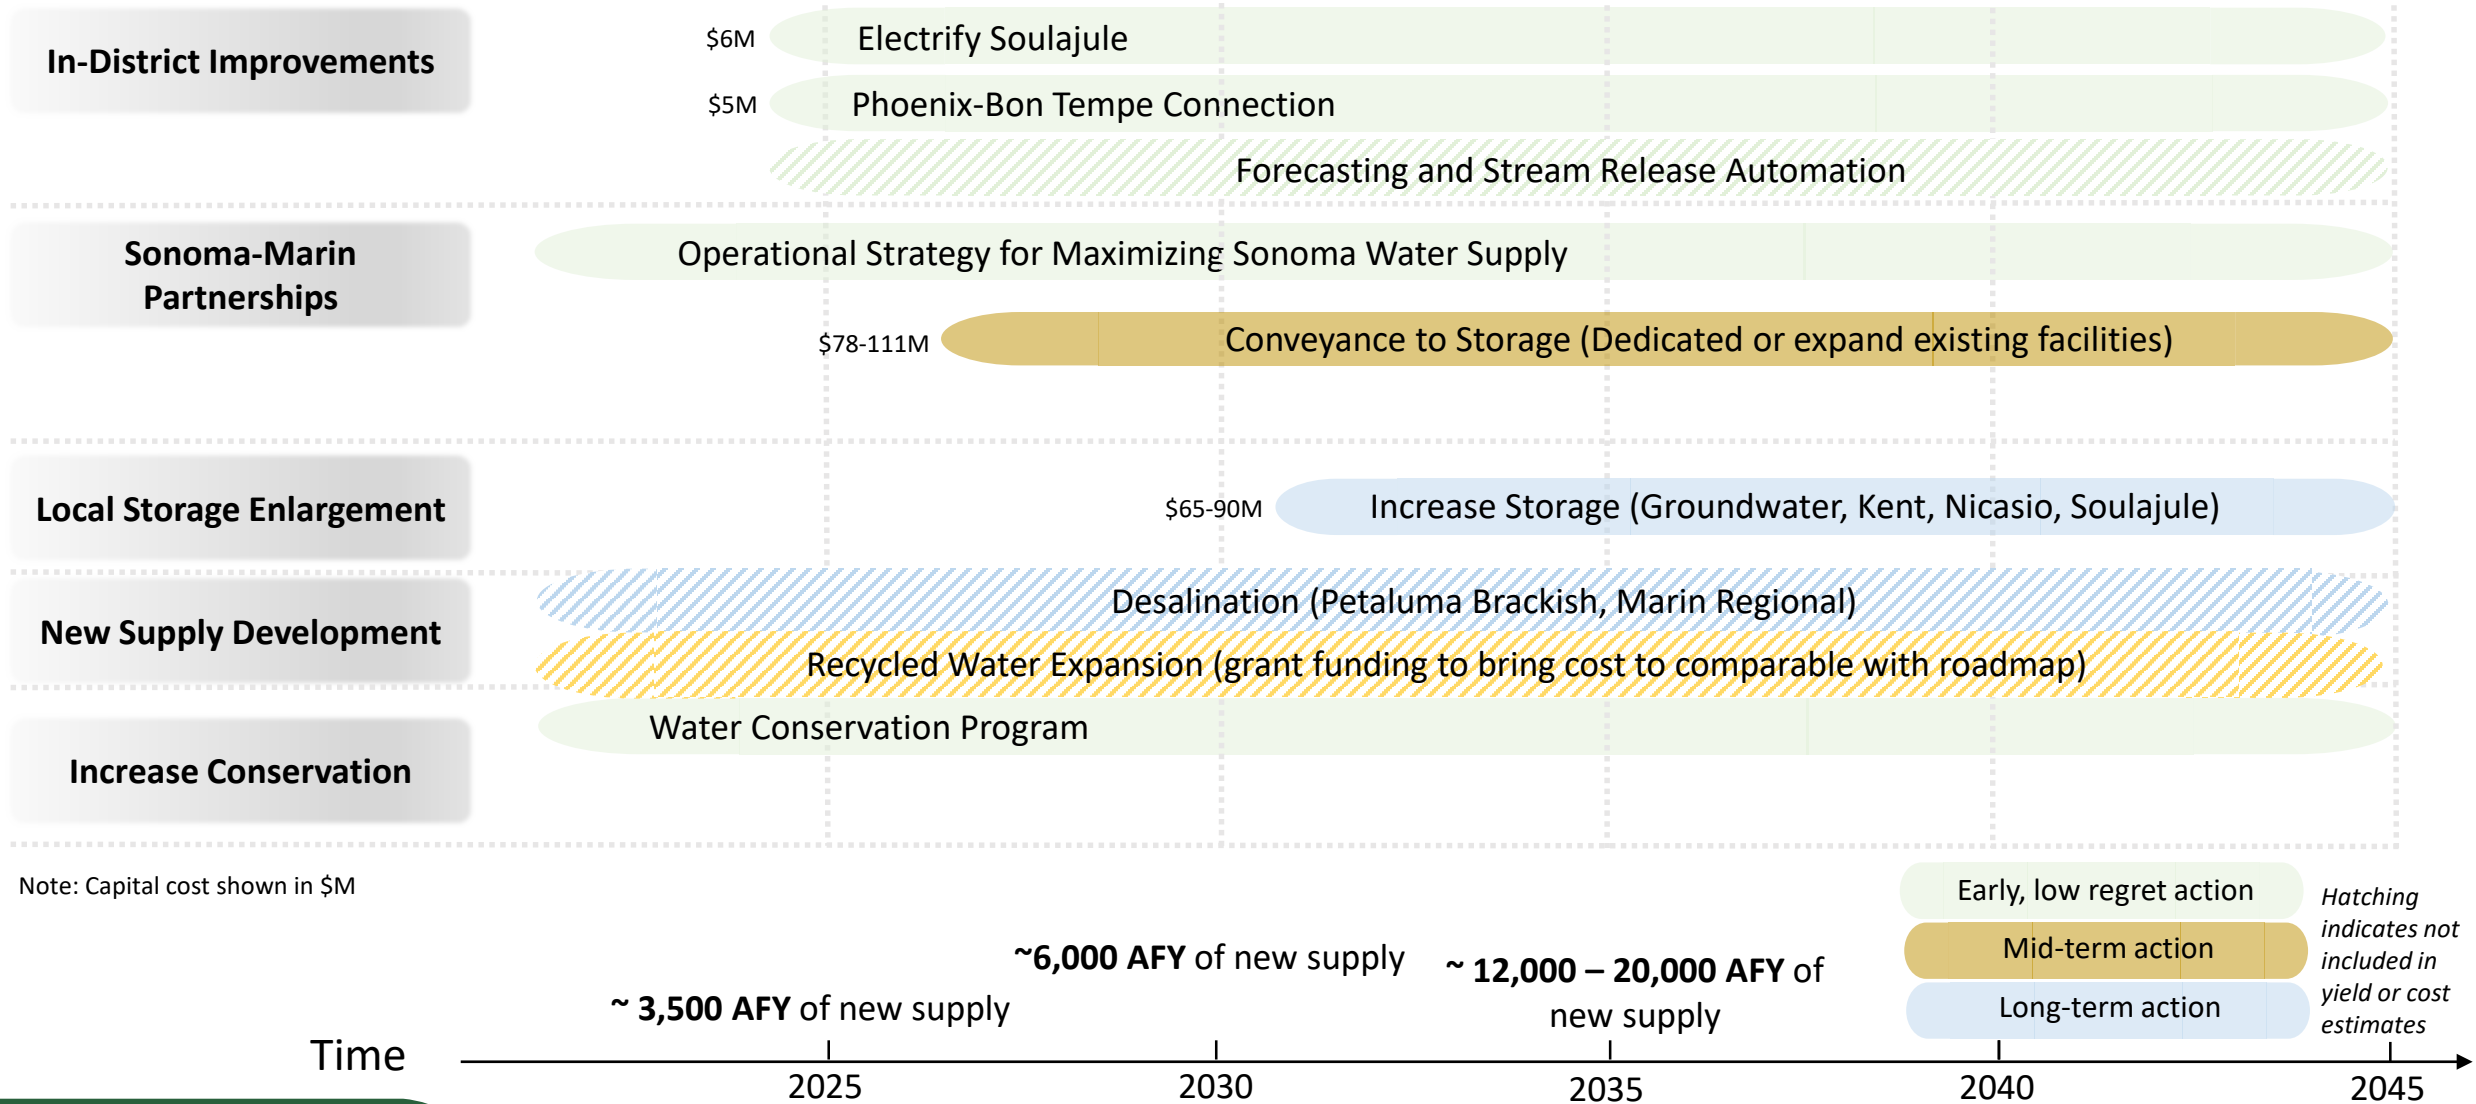 In-District Improvements
$6M
Electrify Soulajule
$5M
Phoenix-Bon Tempe Connection
Forecasting and Stream Release Automation
Sonoma-Marin
Partnerships
Operational Strategy for Maximizing Sonoma Water Supply
$78-111M
Conveyance to Storage (Dedicated or expand existing facilities)
Local Storage Enlargement
$65-90M
Increase Storage (Groundwater, Kent, Nicasio, Soulajule)
New Supply Development
Desalination (Petaluma Brackish, Marin Regional)
Recycled Water Expansion (grant funding to bring cost to comparable with roadmap)
Increase Conservation
Water Conservation Program
Note: Capital cost shown in $M
~ 3,500 AFY of new supply
~6,000 AFY of new supply
~ 12,000 – 20,000 AFY of
new supply
Early, low regret action
Mid-term action
Long-term action
Hatching
indicates not
included in
yield or cost
estimates
Time
2025
2030
2035
2040
2045